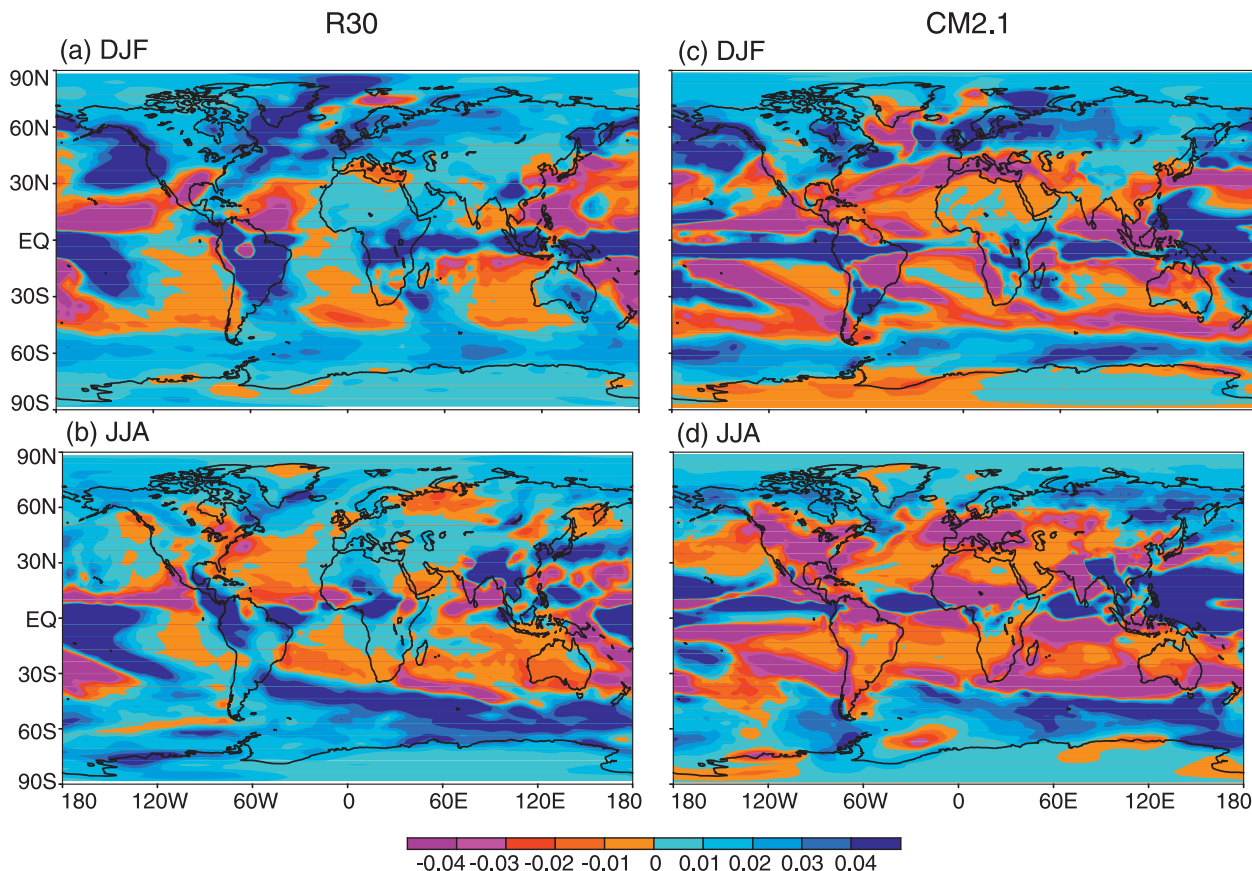 R30 CM2.1
(a) DJF (c) DJF
90N
60N
30N
EQ
30S
60S
90S
(b) JJA (d) JJA
90N
60N
30N
EQ
30S
60S
90S
180 120W 60W 0 60E 120E 180 180 120W 60W 0 60E 120E 180
-0.04 -0.03 -0.02 -0.01 0 0.01 0.02 0.03 0.04